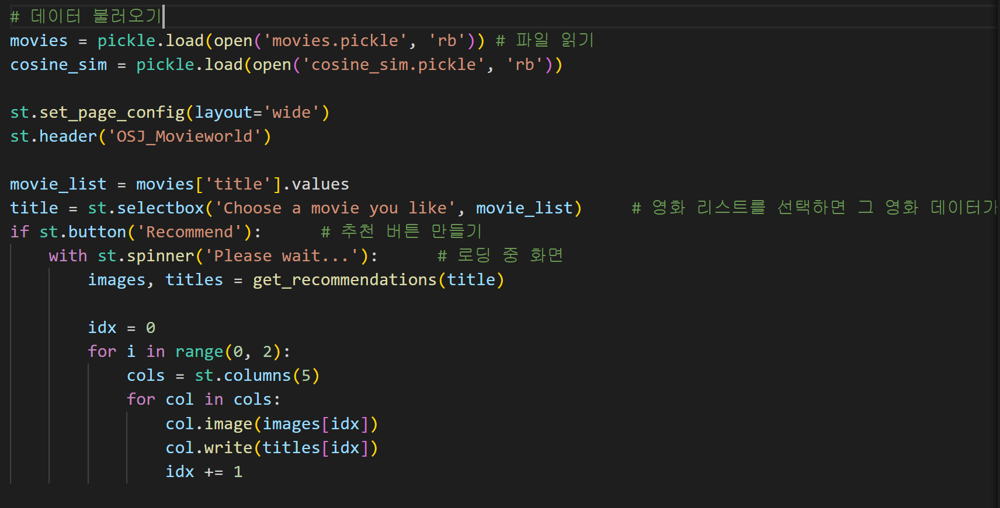 # 데이터 불러오기
movies = pickle.load(open('movies.pickle', 'rb')) # 파일 읽기
cosine_sim = pickle.load(open('cosine_sim.pickle', 'rb'))
st.set_page_config(layout='wide')
st.header('OSJ_Movieworld')
movie_list = movies['title'].values
title = st.selectbox('Choose a movie you like', movie_list)     # 영화 리스트를 선택하면 그 영화 데이터가
if st.button('Recommend'):      # 추천 버튼 만들기
    with st.spinner('Please wait...'):      # 로딩 중 화면
        images, titles = get_recommendations(title)
        idx = 0
        for i in range(0, 2):
            cols = st.columns(5)
            for col in cols:
                col.image(images[idx])
                col.write(titles[idx])
                idx += 1